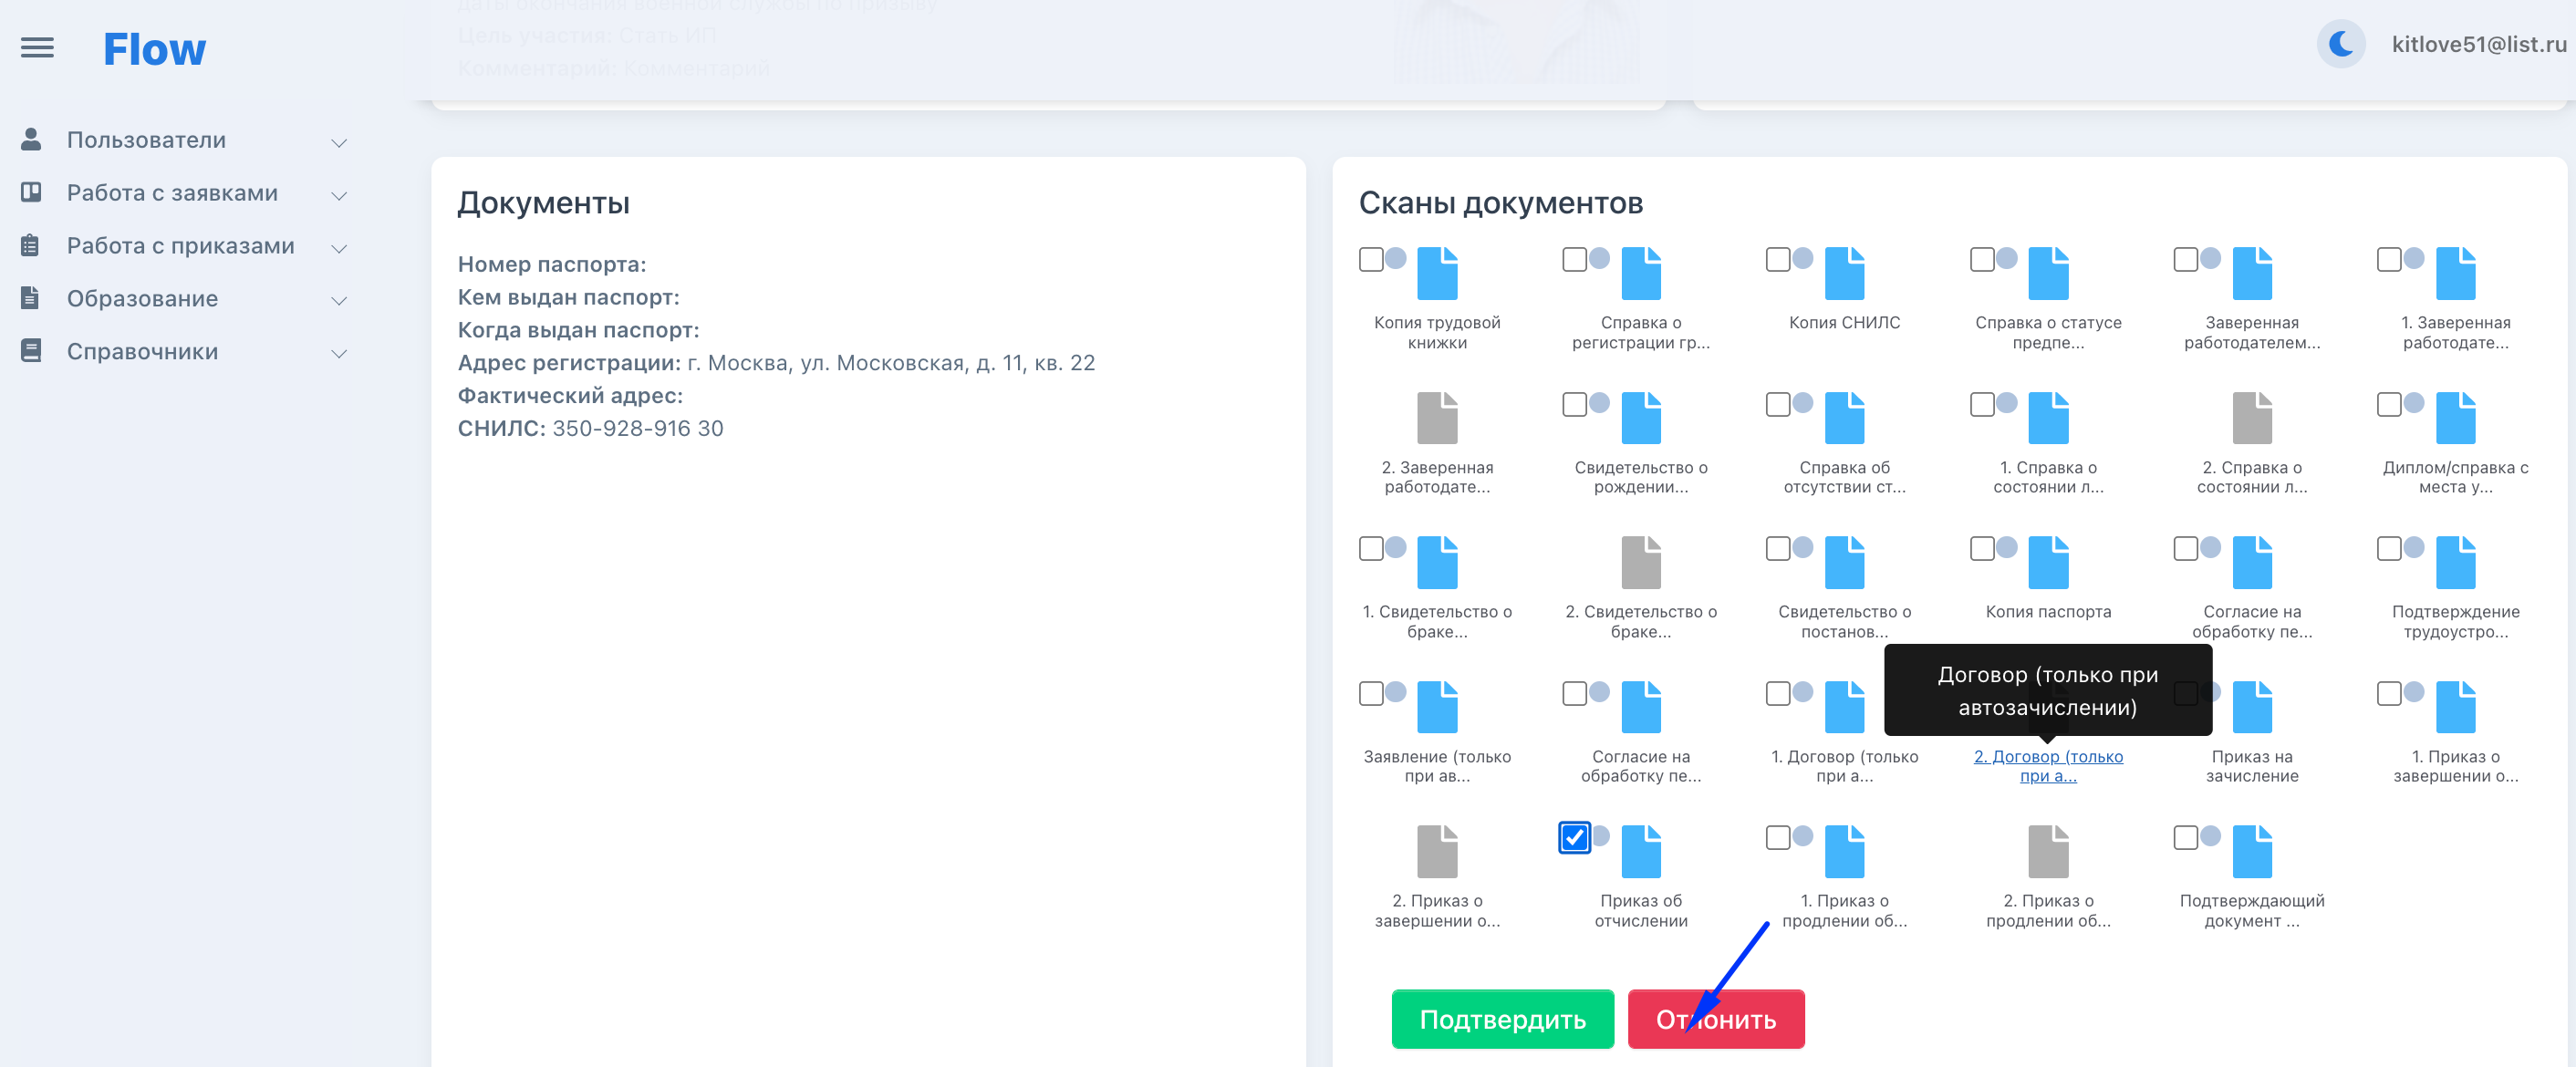 даты окончания военной службы по призыву
Цель участия: Стать ИП
Комментарий: Комментарий
Flow
kitlove51@list.ru
Пользователи
Работа с заявками
Работа с приказами
Образование
Справочники
Документы
Номер паспорта:
Кем выдан паспорт:
Когда выдан паспорт:
Адрес регистрации: г. Москва, ул. Московская, д. 11, кв. 22
Фактический адрес:
СНИЛС: 350-928-916 30
Сканы документов
Копия трудовой
книжки
Справка о
регистрации гр...
Копия СНИЛС
Справка о статусе
предпе...
Заверенная
работодателем...
1. Заверенная
работодате...
2. Заверенная
работодате...
Свидетельство о
рождении...
Справка об
отсутствии ст...
1. Справка о
состоянии л...
2. Справка о
состоянии л...
Диплом/справка с
места у...
1. Свидетельство о
браке...
2. Свидетельство о
браке...
Свидетельство о
постанов...
Копия паспорта
Согласие на
обработку пе...
Подтверждение
трудоустро...
Договор (только при
автозачислении)
Заявление (только
при ав...
Согласие на
обработку пе...
1. Договор (только
при а...
2. Договор (только
при а...
Приказ на
зачисление
1. Приказ о
завершении о...
2. Приказ о
завершении о...
Приказ об
отчислении
1. Приказ о
продлении об...
2. Приказ о
продлении об...
Подтверждающий
документ ...
Подтвердить
Отклонить